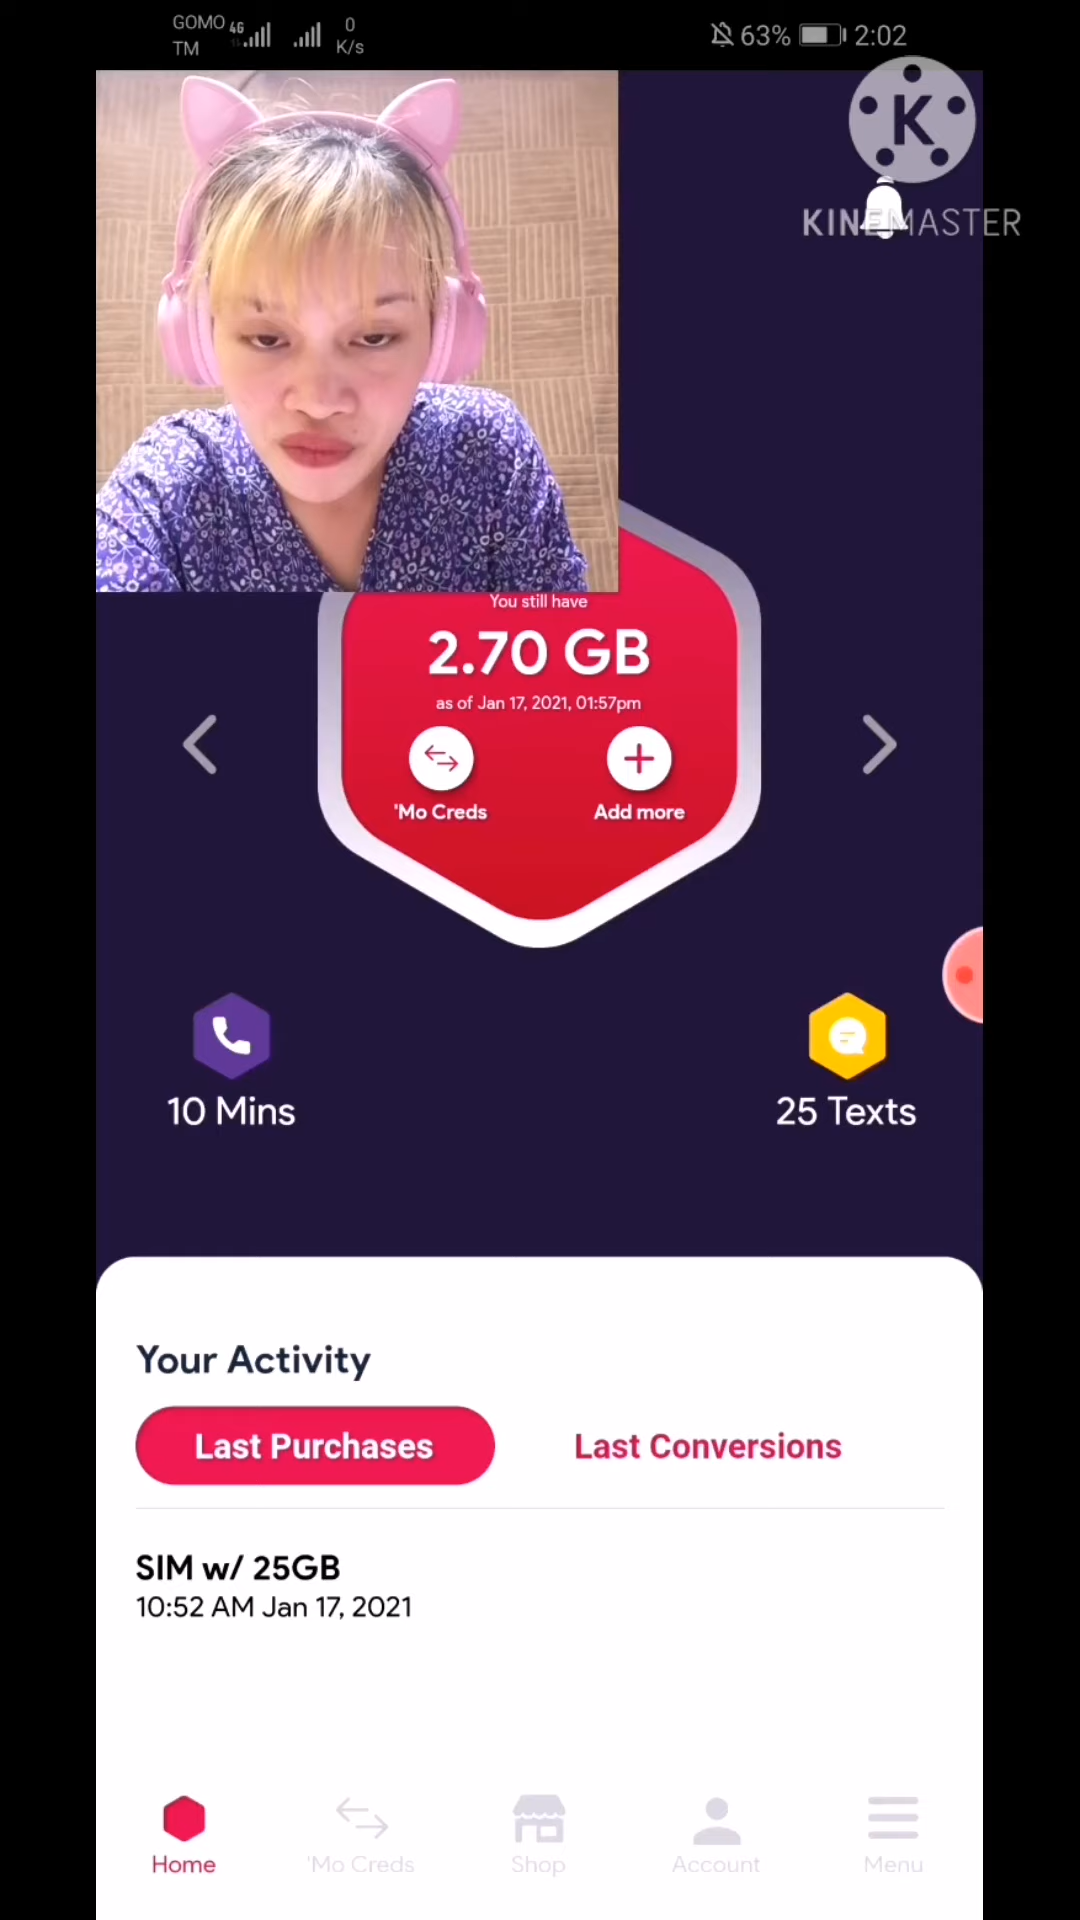 GOMO 4G 0 63% 2:02
TM K/s
K
KINEMASTER
You still have
2.70 GB
as of Jan 17, 2021, 01:57pm
'Mo Creds Add more
10 Mins 25 Texts
Your Activity
Last Purchases Last Conversions
SIM w/ 25GB
10:52 AM Jan 17, 2021
Home 'Mo Creds Shop Account Menu